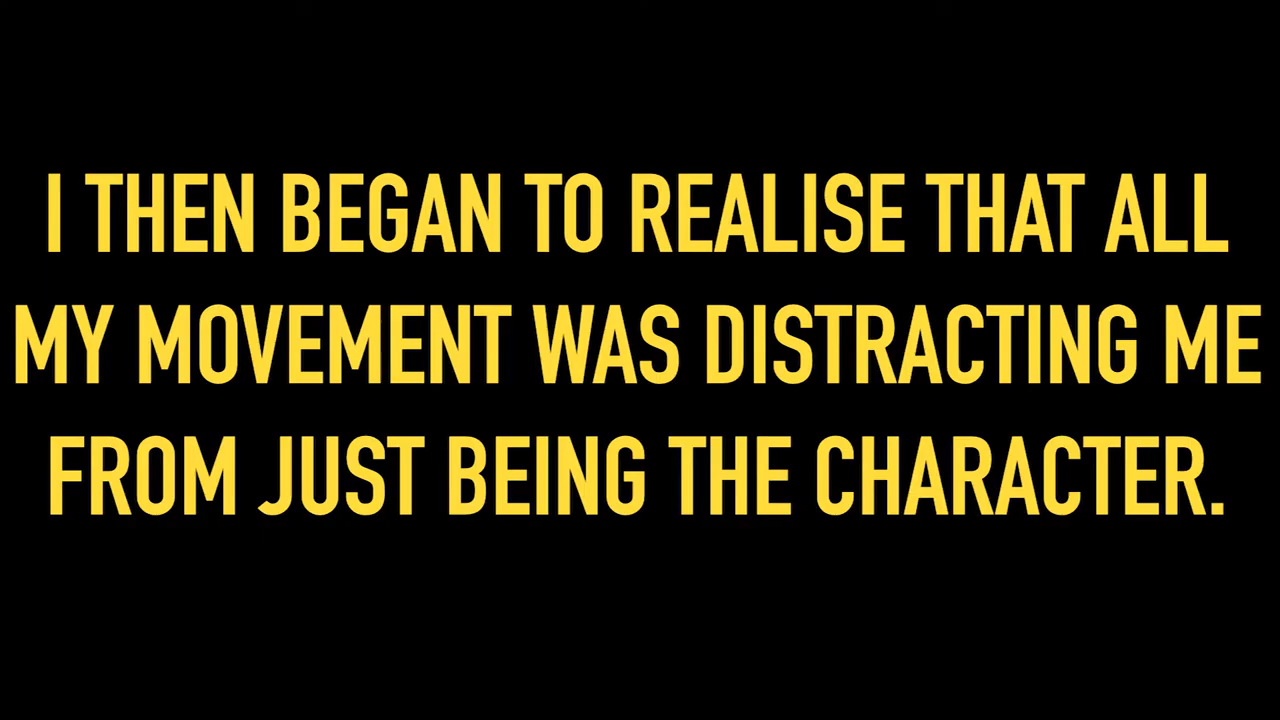 I THEN BEGAN TO REALISE THAT ALL
MY MOVEMENT WAS DISTRACTING ME
FROM JUST BEING THE CHARACTER.